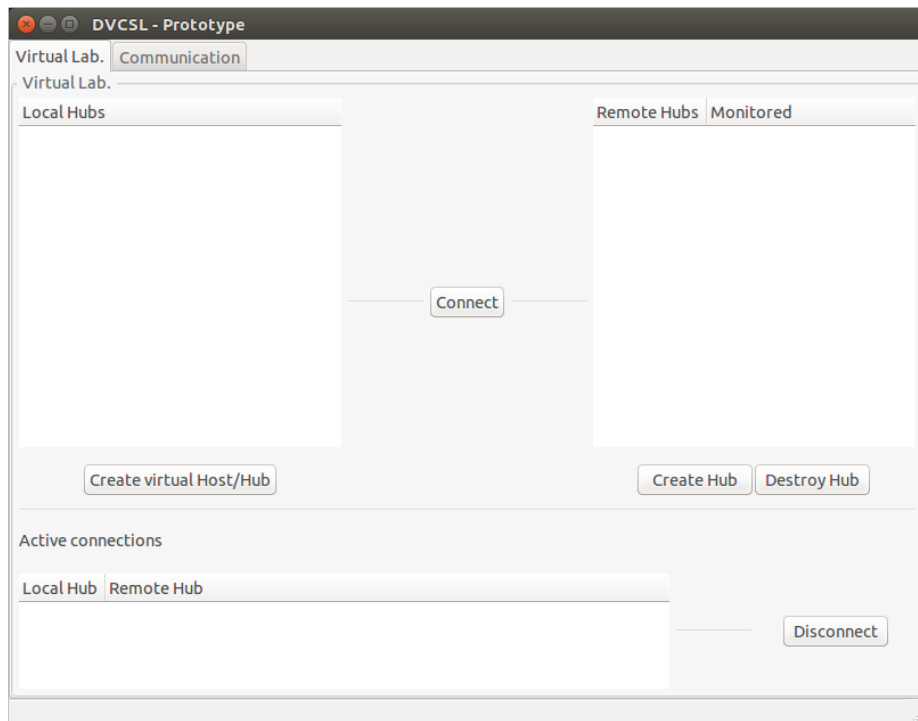 DVCSL - Prototype
Virtual Lab. Communication
Virtual Lab.
Local Hubs
Remote Hubs Monitored
Connect
Create virtual Host/Hub
Create Hub Destroy Hub
Active connections
Local Hub Remote Hub
Disconnect